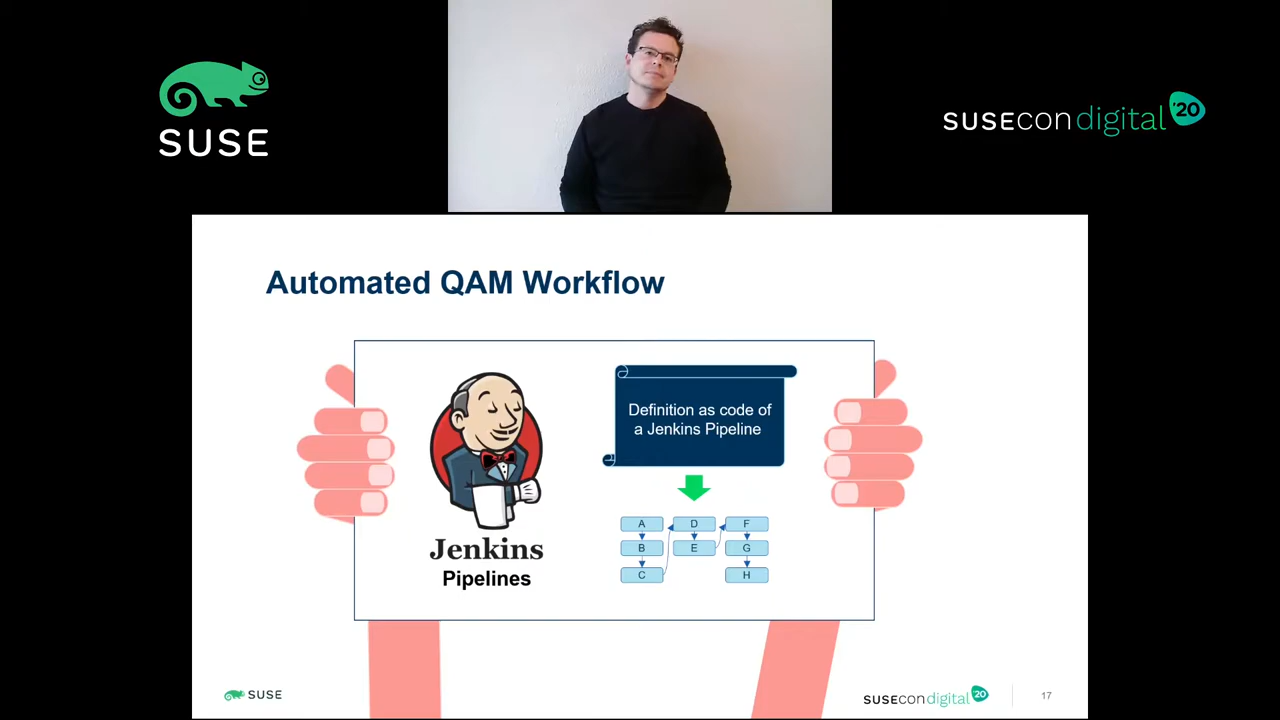 SUSE
SUSEcon digital '20
Automated QAM Workflow
Jenkins
Pipelines
Definition as code of
a Jenkins Pipeline
A
B
C
D
E
F
G
H
SUSE
SUSEcon digital '20
17